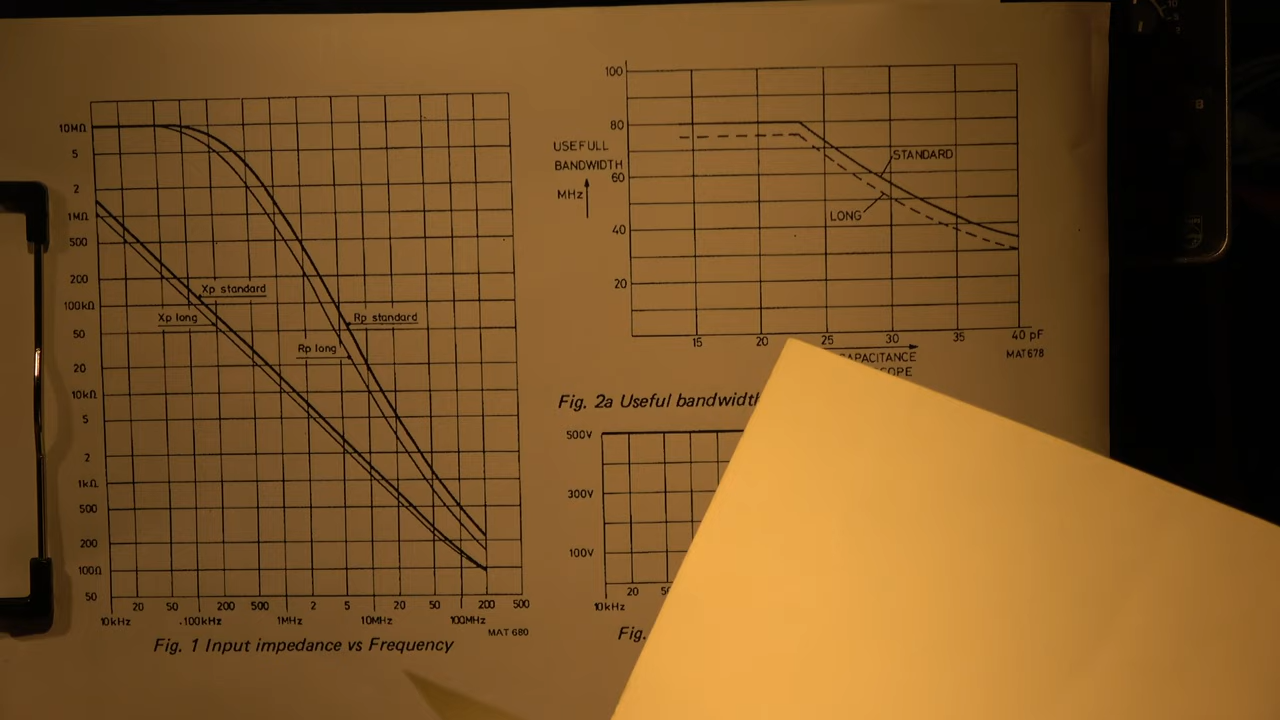 10MΩ
5
2
1MΩ
500
200
100kΩ
50
20
10kΩ
5
2
1kΩ
500
200
100Ω
50
Xp standard
Xp long
Rp standard
Rp long
20 50 200 500 2 5 20 50 200 500
10kHz .100kHz 1MHz 10MHz 100MHz
MAT 680
Fig. 1 Input impedance vs Frequency
100
80
60
40
20
USEFULL
BANDWIDTH
MHz
STANDARD
LONG
15 20 25 30 35 40 pF
CAPACITANCE
MAT678
Fig. 2a Useful bandwidth
500V
300V
100V
20
10kHz
Fig.